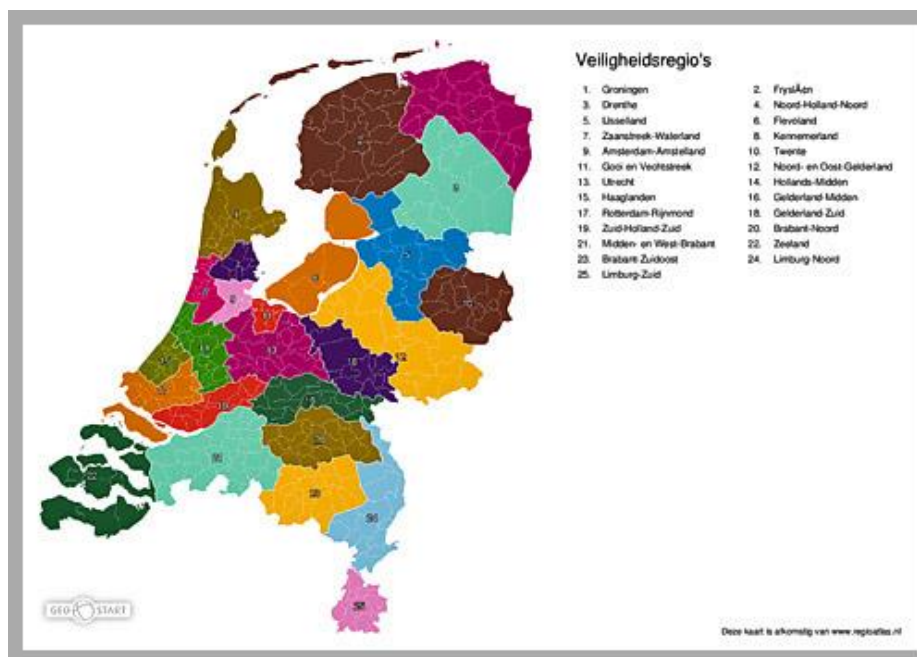 Veiligheidsregio's
1. Groningen
2. FryslÃcn
3. Drenthe
4. Noord-Holland-Noord
5. IJsselland
6. Flevoland
7. Zaanstreek-Waterland
8. Kennemerland
9. Amsterdam-Amstelland
10. Twente
11. Gooi en Vechtstreek
12. Noord- en Oost-Gelderland
13. Utrecht
14. Hollands-Midden
15. Haaglanden
16. Gelderland-Midden
17. Rotterdam-Rijnmond
18. Gelderland-Zuid
19. Zuid-Holland-Zuid
20. Brabant-Noord
21. Midden- en West-Brabant
22. Zeeland
23. Brabant-Zuidoost
24. Limburg-Noord
25. Limburg-Zuid
12
GEO START
Deze kaart is afkomstig van www.regioatlas.nl